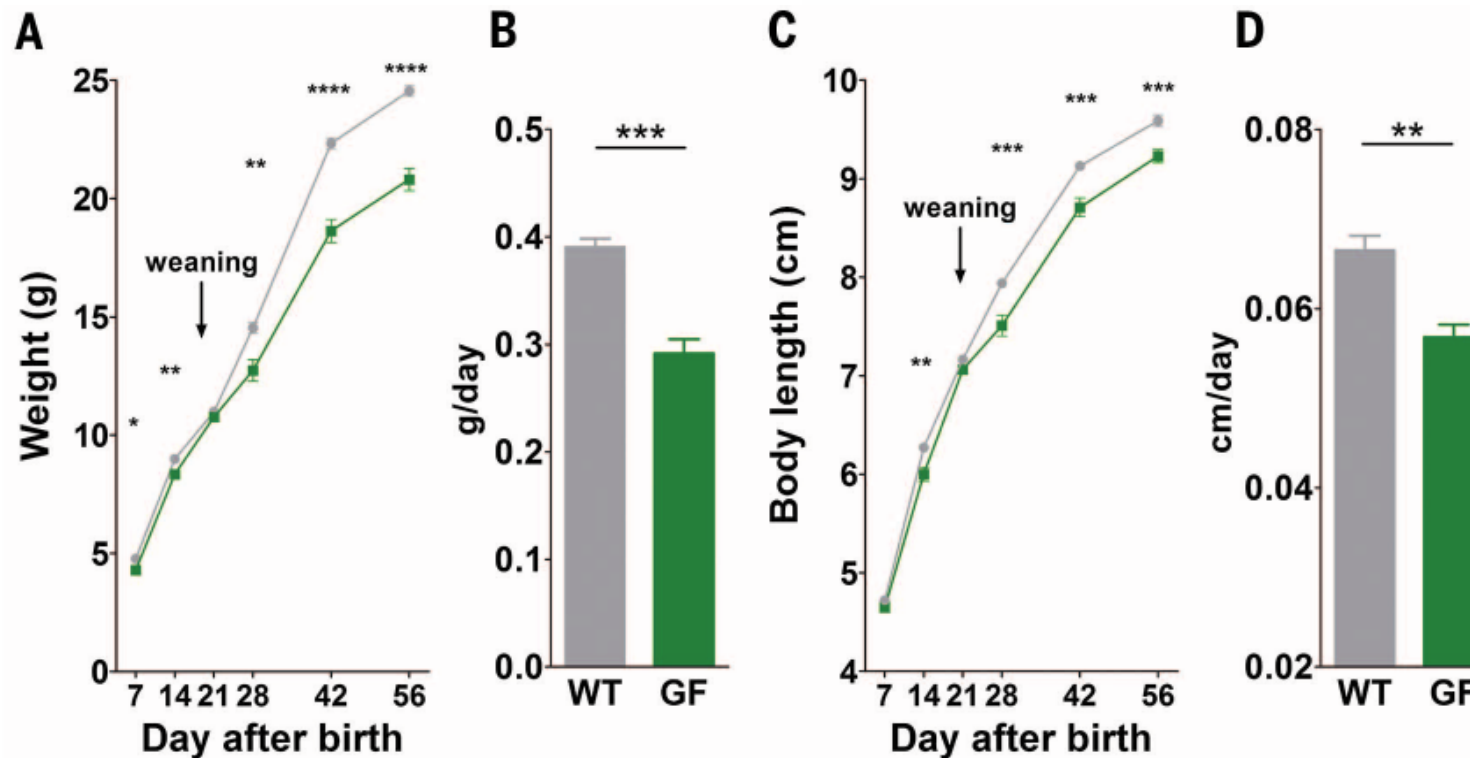 A
Weight (g)
25
20
15
10
5
0
*
**
weaning
**
****
****
7 14 21 28 42 56
Day after birth
B
g/day
0.5
0.4
0.3
0.2
0.1
0.0
***
WT GF
C
Body length (cm)
10
9
8
7
6
5
4
**
weaning
***
***
***
7 14 21 28 42 56
Day after birth
D
cm/day
0.08
0.06
0.04
0.02
**
WT GF